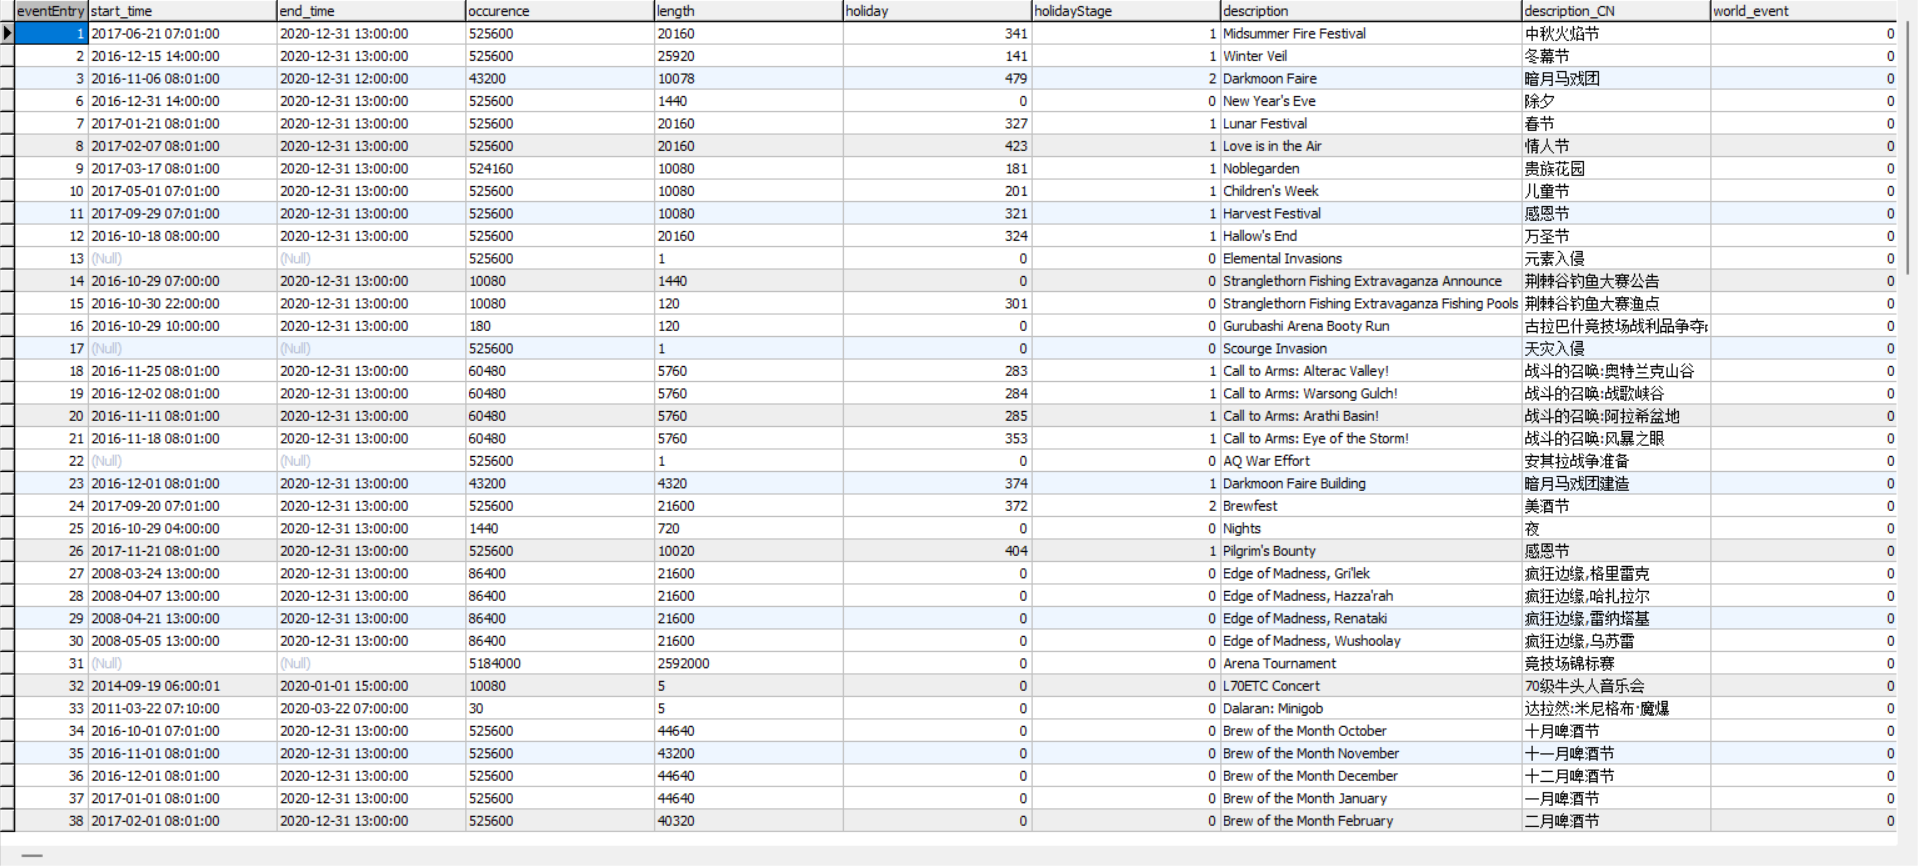 eventEntry start_time end_time occurence length holiday holidayStage description description_CN world_event
1 2017-06-21 07:01:00 2020-12-31 13:00:00 525600 20160 341 1 Midsummer Fire Festival 中秋火焰节 0
2 2016-12-15 14:00:00 2020-12-31 13:00:00 525600 25920 141 1 Winter Veil 冬幕节 0
3 2016-11-06 08:01:00 2020-12-31 12:00:00 43200 10078 479 2 Darkmoon Faire 暗月马戏团 0
6 2016-12-31 14:00:00 2020-12-31 13:00:00 525600 1440 0 0 New Year's Eve 除夕 0
7 2017-01-21 08:01:00 2020-12-31 13:00:00 525600 20160 327 1 Lunar Festival 春节 0
8 2017-02-07 08:01:00 2020-12-31 13:00:00 525600 20160 423 1 Love is in the Air 情人节 0
9 2017-03-17 08:01:00 2020-12-31 13:00:00 524160 10080 181 1 Noblegarden 贵族花园 0
10 2017-05-01 07:01:00 2020-12-31 13:00:00 525600 10080 201 1 Children's Week 儿童节 0
11 2017-09-29 07:01:00 2020-12-31 13:00:00 525600 10080 321 1 Harvest Festival 感恩节 0
12 2016-10-18 08:00:00 2020-12-31 13:00:00 525600 20160 324 1 Hallow's End 万圣节 0
13 (Null) (Null) 525600 1 0 0 Elemental Invasions 元素入侵 0
14 2016-10-29 07:00:00 2020-12-31 13:00:00 10080 1440 0 0 Stranglethorn Fishing Extravaganza Announce 荆棘谷钓鱼大赛公告 0
15 2016-10-30 22:00:00 2020-12-31 13:00:00 10080 120 301 0 Stranglethorn Fishing Extravaganza Fishing Pools 荆棘谷钓鱼大赛渔点 0
16 2016-10-29 10:00:00 2020-12-31 13:00:00 180 120 0 0 Gurubashi Arena Booty Run 古拉巴什竞技场战利品争夺 0
17 (Null) (Null) 525600 1 0 0 Scourge Invasion 天灾入侵 0
18 2016-11-25 08:01:00 2020-12-31 13:00:00 60480 5760 283 1 Call to Arms: Alterac Valley! 战斗的召唤:奥特兰克山谷 0
19 2016-12-02 08:01:00 2020-12-31 13:00:00 60480 5760 284 1 Call to Arms: Warsong Gulch! 战斗的召唤:战歌峡谷 0
20 2016-11-11 08:01:00 2020-12-31 13:00:00 60480 5760 285 1 Call to Arms: Arathi Basin! 战斗的召唤:阿拉希盆地 0
21 2016-11-18 08:01:00 2020-12-31 13:00:00 60480 5760 353 1 Call to Arms: Eye of the Storm! 战斗的召唤:风暴之眼 0
22 (Null) (Null) 525600 1 0 0 AQ War Effort 安其拉战争准备 0
23 2016-12-01 08:01:00 2020-12-31 13:00:00 43200 4320 374 1 Darkmoon Faire Building 暗月马戏团建造 0
24 2017-09-20 07:01:00 2020-12-31 13:00:00 525600 21600 372 2 Brewfest 美酒节 0
25 2016-10-29 04:00:00 2020-12-31 13:00:00 1440 720 0 0 Nights 夜 0
26 2017-11-21 08:01:00 2020-12-31 13:00:00 525600 10020 404 1 Pilgrim's Bounty 感恩节 0
27 2008-03-24 13:00:00 2020-12-31 13:00:00 86400 21600 0 0 Edge of Madness, Gri'lek 疯狂边缘,格里雷克 0
28 2008-04-07 13:00:00 2020-12-31 13:00:00 86400 21600 0 0 Edge of Madness, Hazza'rah 疯狂边缘,哈扎拉尔 0
29 2008-04-21 13:00:00 2020-12-31 13:00:00 86400 21600 0 0 Edge of Madness, Renataki 疯狂边缘,雷纳塔基 0
30 2008-05-05 13:00:00 2020-12-31 13:00:00 86400 21600 0 0 Edge of Madness, Wushoolay 疯狂边缘,乌苏雷 0
31 (Null) (Null) 5184000 2592000 0 0 Arena Tournament 竞技场锦标赛 0
32 2014-09-19 06:00:01 2020-01-01 15:00:00 10080 5 0 0 L70ETC Concert 70级牛头人音乐会 0
33 2011-03-22 07:10:00 2020-03-22 07:00:00 30 5 0 0 Dalaran: Minigob 达拉然:米尼格布·魔爆 0
34 2016-10-01 07:01:00 2020-12-31 13:00:00 525600 44640 0 0 Brew of the Month October 十月啤酒节 0
35 2016-11-01 08:01:00 2020-12-31 13:00:00 525600 43200 0 0 Brew of the Month November 十一月啤酒节 0
36 2016-12-01 08:01:00 2020-12-31 13:00:00 525600 44640 0 0 Brew of the Month December 十二月啤酒节 0
37 2017-01-01 08:01:00 2020-12-31 13:00:00 525600 44640 0 0 Brew of the Month January 一月啤酒节 0
38 2017-02-01 08:01:00 2020-12-31 13:00:00 525600 40320 0 0 Brew of the Month February 二月啤酒节 0